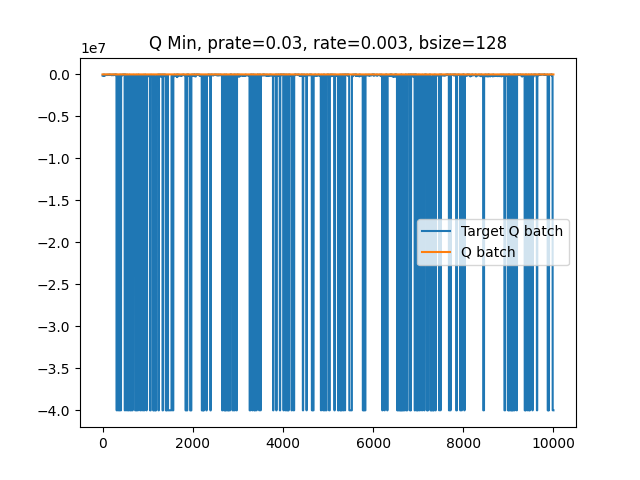 Q Min, prate=0.03, rate=0.003, bsize=128
1e7
0.0
−0.5
−1.0
−1.5
−2.0
−2.5
−3.0
−3.5
−4.0
Target Q batch
Q batch
0 2000 4000 6000 8000 10000